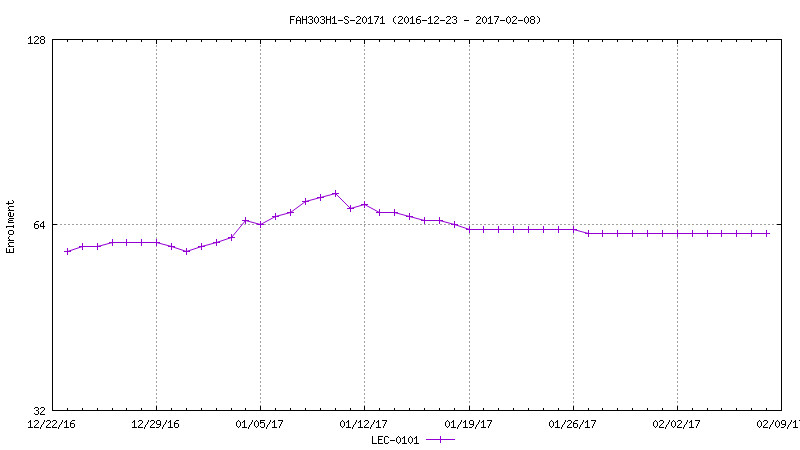 FAH303H1-S-20171 (2016-12-23 - 2017-02-08)
128
Enrolment
64
32
12/22/16 12/29/16 01/05/17 01/12/17 01/19/17 01/26/17 02/02/17 02/09/1
LEC-0101